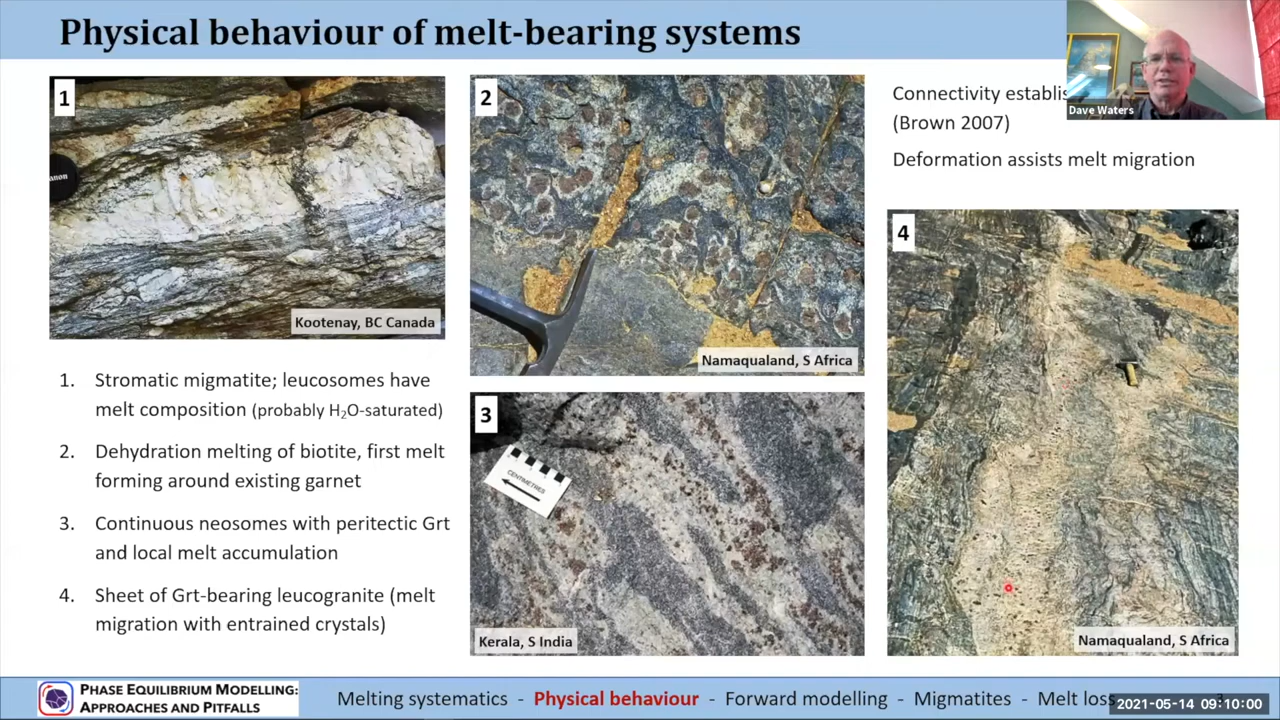 Physical behaviour of melt-bearing systems
1
anon
Kootenay, BC Canada
2
Namaqualand, S Africa
3
CENTIMETRES
Kerala, S India
Connectivity
(Brown 2007)
Deformation assists melt migration
Dave Waters
4
Namaqualand, S Africa
1. Stromatic migmatite; leucosomes have
melt composition (probably H₂O-saturated)
2. Dehydration melting of biotite, first melt
forming around existing garnet
3. Continuous neosomes with peritectic Grt
and local melt accumulation
4. Sheet of Grt-bearing leucogranite (melt
migration with entrained crystals)
PHASE EQUILIBRIUM MODELLING:
APPROACHES AND PITFALLS
Melting systematics - Physical behaviour - Forward modelling - Migmatites - Melt loss
2021-05-14 09:10:00